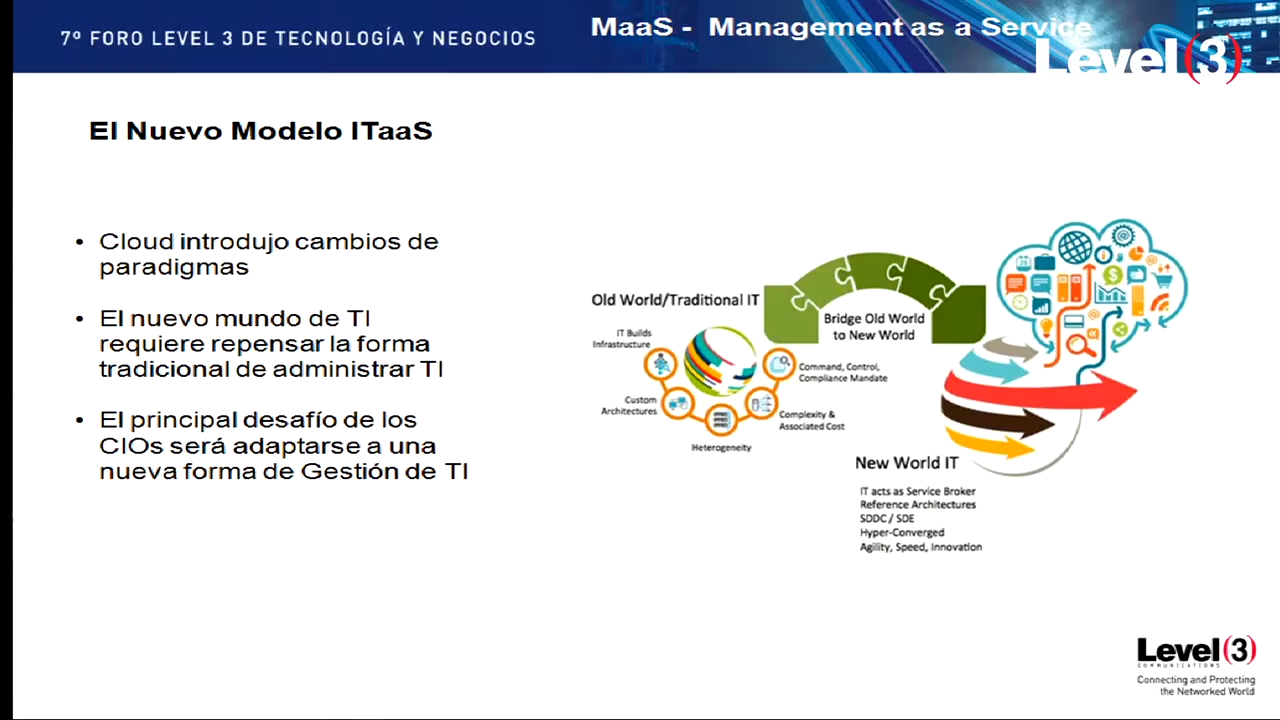 7º FORO LEVEL 3 DE TECNOLOGÍA Y NEGOCIOS
MaaS - Management as a Service
Level (3)
El Nuevo Modelo ITaaS
• Cloud introdujo cambios de
paradigmas
• El nuevo mundo de TI
requiere repensar la forma
tradicional de administrar TI
• El principal desafío de los
CIOs será adaptarse a una
nueva forma de Gestión de TI
Old World/Traditional IT
IT Builds
Infrastructure
Custom
Architectures
Heterogeneity
Complexity &
Associated Cost
Command, Control,
Compliance Mandate
Bridge Old World
to New World
New World IT
IT acts as Service Broker
Reference Architectures
SDDC / SDE
Hyper-Converged
Agility, Speed, Innovation
Level (3)
COMMUNICATIONS
Connecting and Protecting
the Networked World